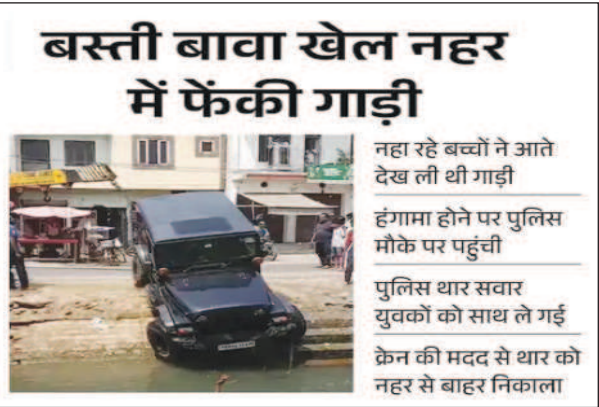 बस्ती बावा खेल नहर
में फेंकी गाड़ी
नहा रहे बच्चों ने आते
देख ली थी गाड़ी
हंगामा होने पर पुलिस
मौके पर पहुंची
पुलिस थार सवार
युवकों को साथ ले गई
क्रेन की मदद से थार को
नहर से बाहर निकाला